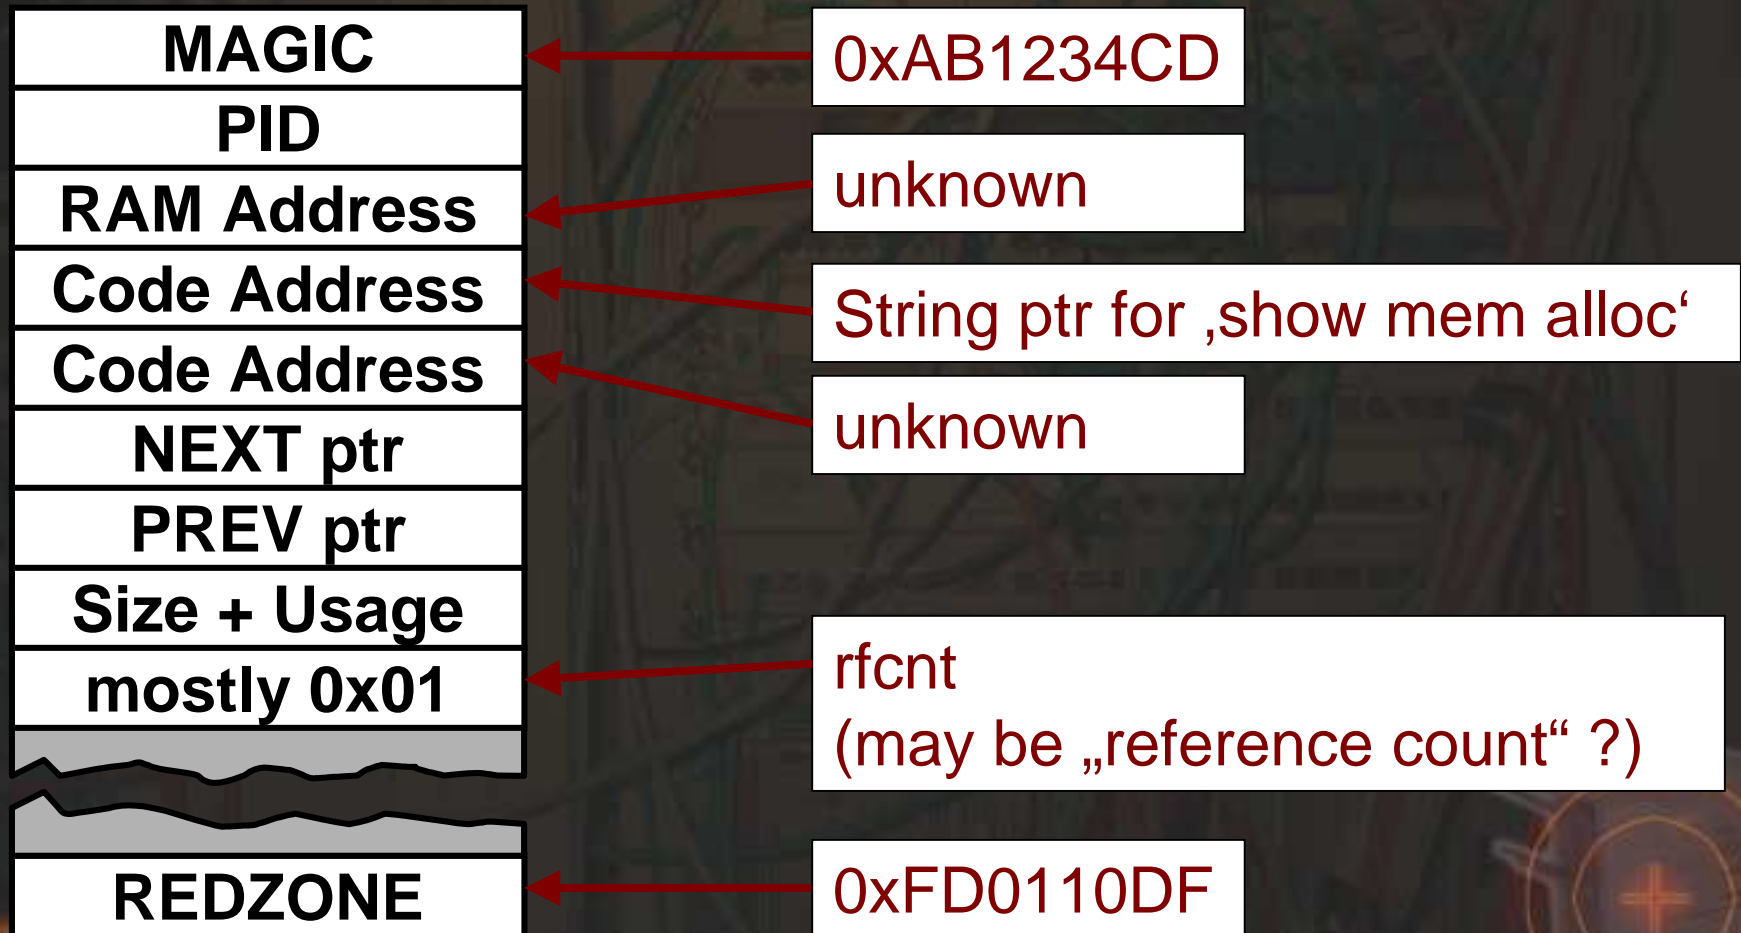 MAGIC
0xAB1234CD
PID
unknown
RAM Address
Code Address
String ptr for ‚show mem alloc‘
Code Address
unknown
NEXT ptr
PREV ptr
Size + Usage
mostly 0x01
rfcnt
(may be „reference count“ ?)
REDZONE
0xFD0110DF